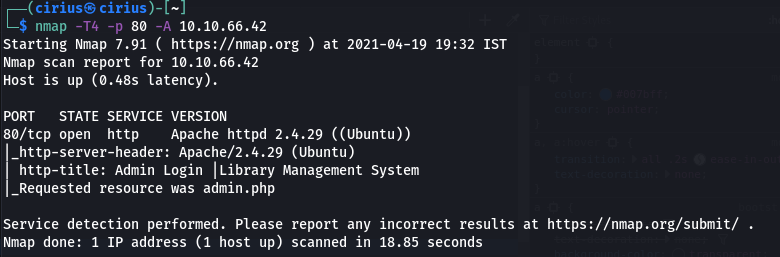 ┌──(cirius㉿cirius)-[~]
└─$ nmap -T4 -p 80 -A 10.10.66.42
Starting Nmap 7.91 ( https://nmap.org ) at 2021-04-19 19:32 IST
Nmap scan report for 10.10.66.42
Host is up (0.48s latency).
PORT   STATE SERVICE VERSION
80/tcp open  http    Apache httpd 2.4.29 ((Ubuntu))
|_http-server-header: Apache/2.4.29 (Ubuntu)
| http-title: Admin Login |Library Management System
|_Requested resource was admin.php
Service detection performed. Please report any incorrect results at https://nmap.org/submit/ .
Nmap done: 1 IP address (1 host up) scanned in 18.85 seconds